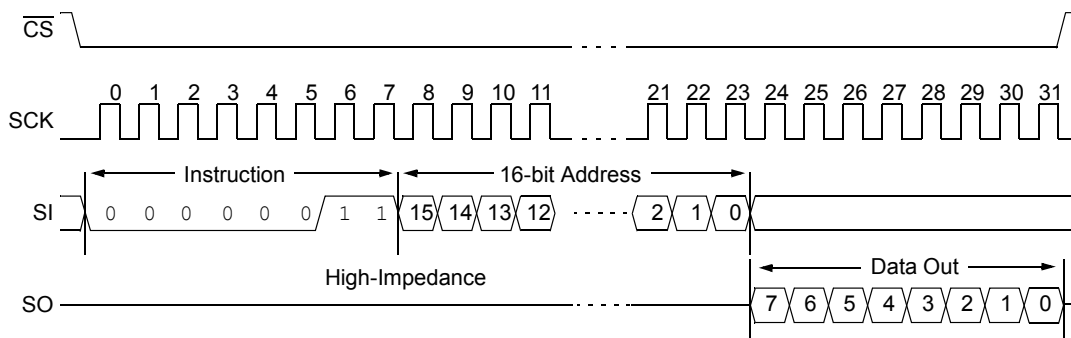 CS
0 1 2 3 4 5 6 7 8 9 10 11 21 22 23 24 25 26 27 28 29 30 31
SCK
Instruction 16-bit Address
SI 0 0 0 0 0 0 1 1 15 14 13 12 2 1 0
High-Impedance Data Out
SO 7 6 5 4 3 2 1 0